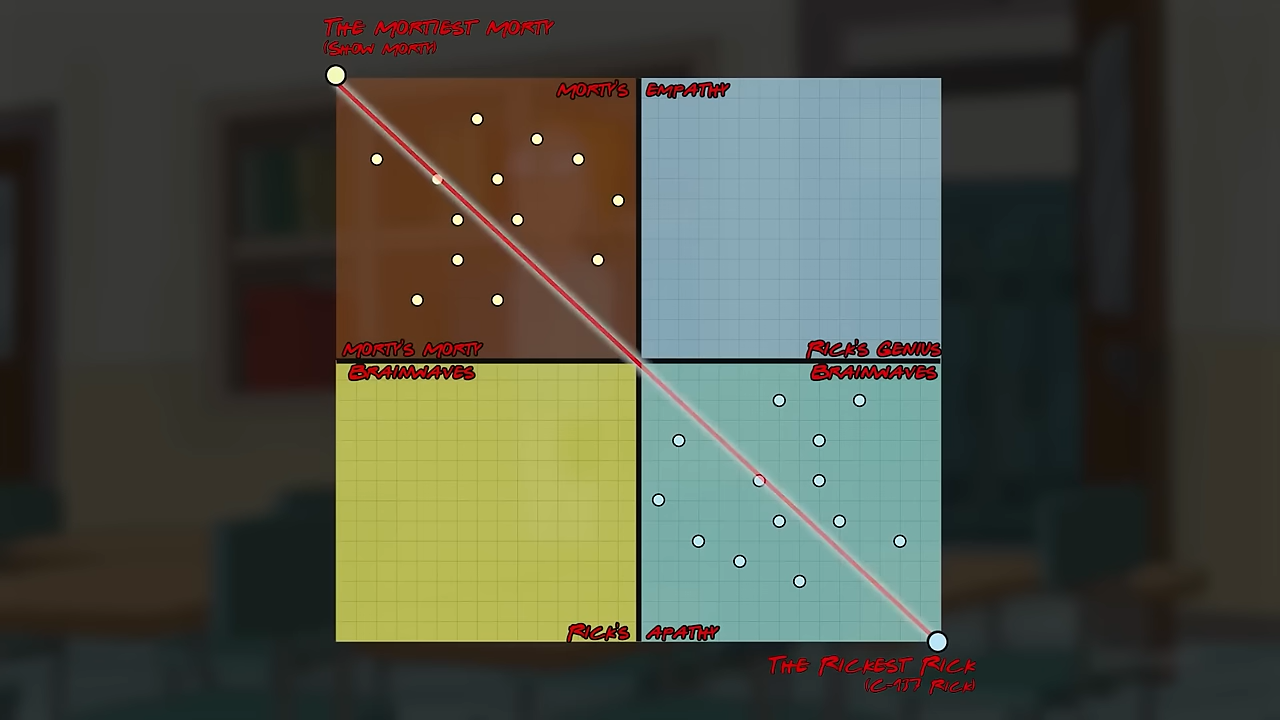 The Mortiest Morty
(Show Morty)
Morty's
Empathy
Morty's Morty
Brainwaves
Rick's Genius
Brainwaves
Rick's
Apathy
The Rickest Rick
(C-137 Rick)